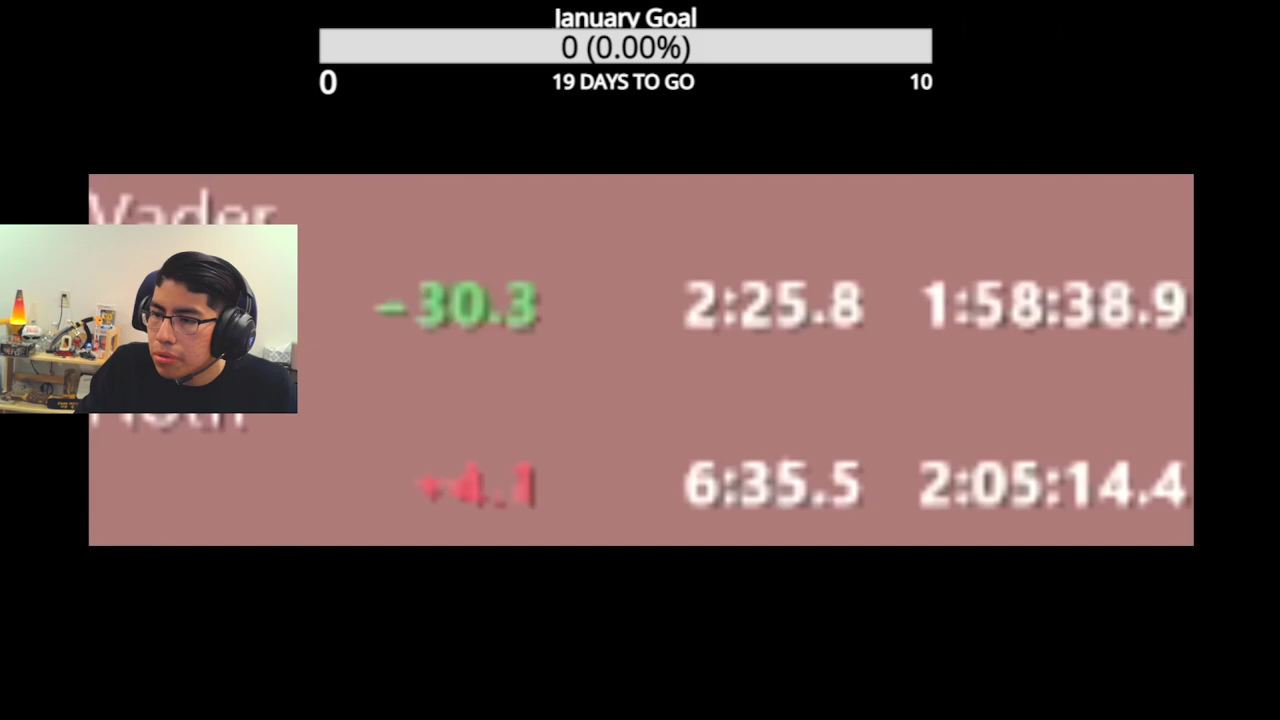 January Goal
0 (0.00%)
0 19 DAYS TO GO 10
Vader
-30.3 2:25.8 1:58:38.9
Hoth
+4.1 6:35.5 2:05:14.4